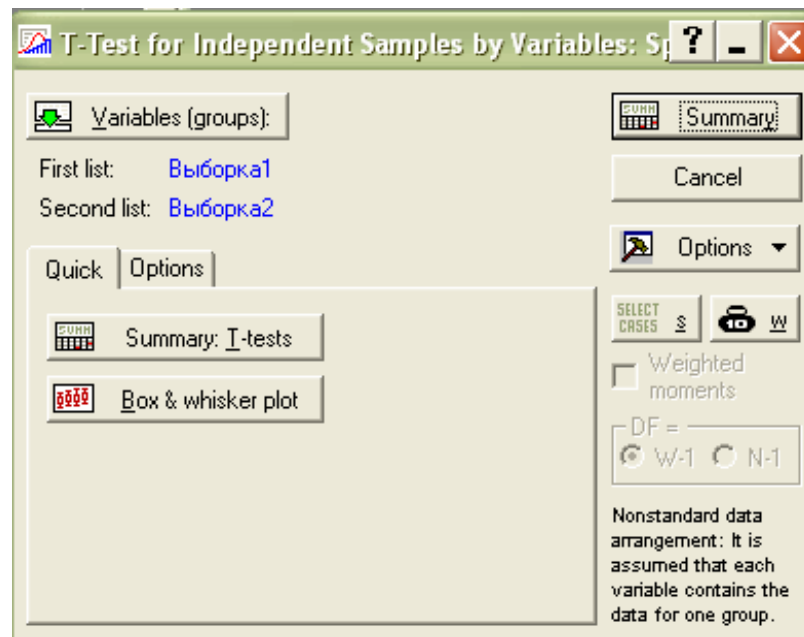 T-Test for Independent Samples by Variables: Sp
Variables (groups):
First list: Выборка1
Second list: Выборка2
Quick
Options
Summary: T-tests
Box & whisker plot
Summary
Cancel
Options
SELECT
CASES S
W
Weighted
moments
DF =
W-1 N-1
Nonstandard data
arrangement: It is
assumed that each
variable contains the
data for one group.